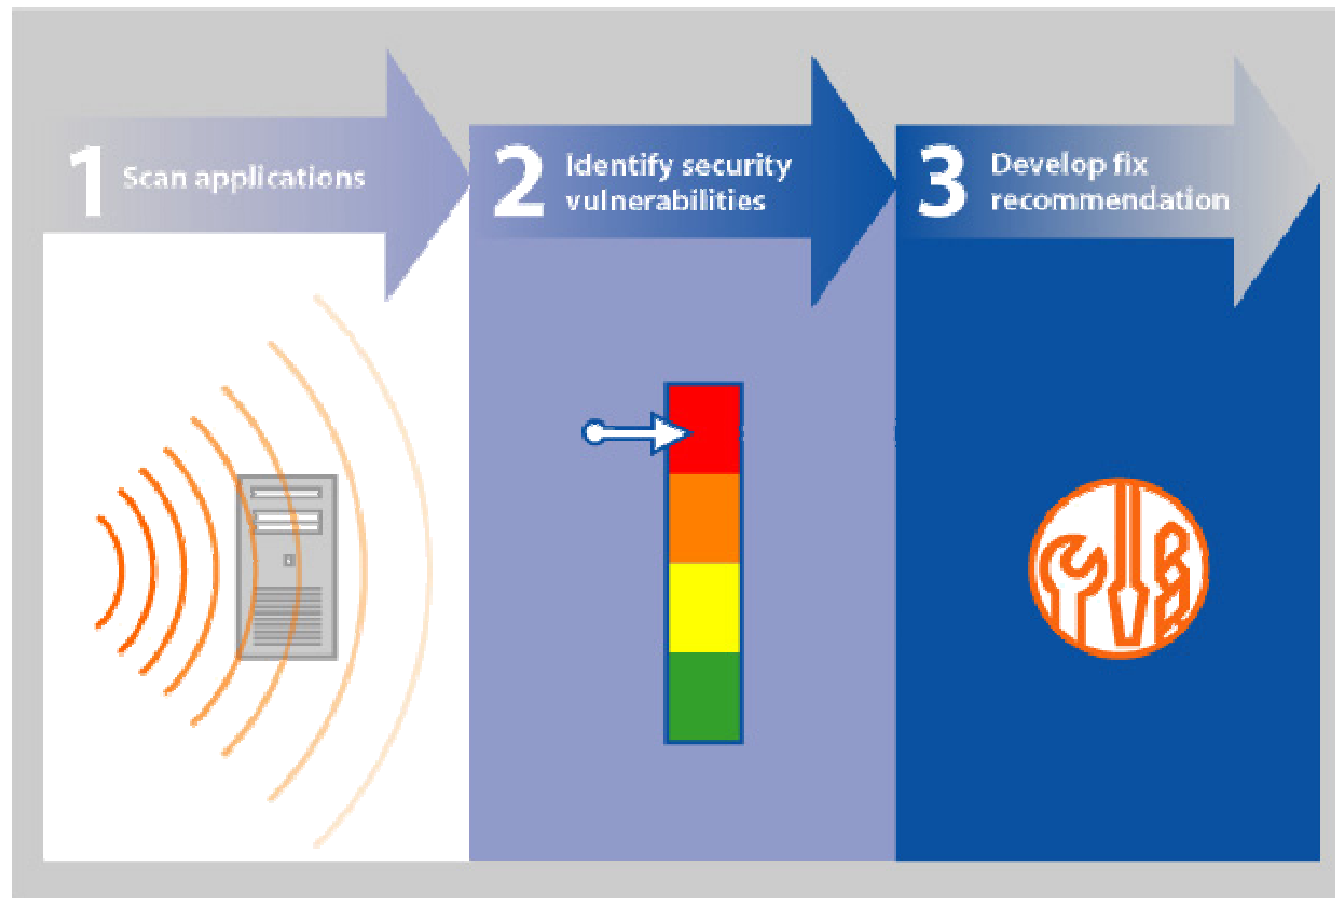 1 Scan applications
2 Identify security
vulnerabilities
3 Develop fix
recommendation